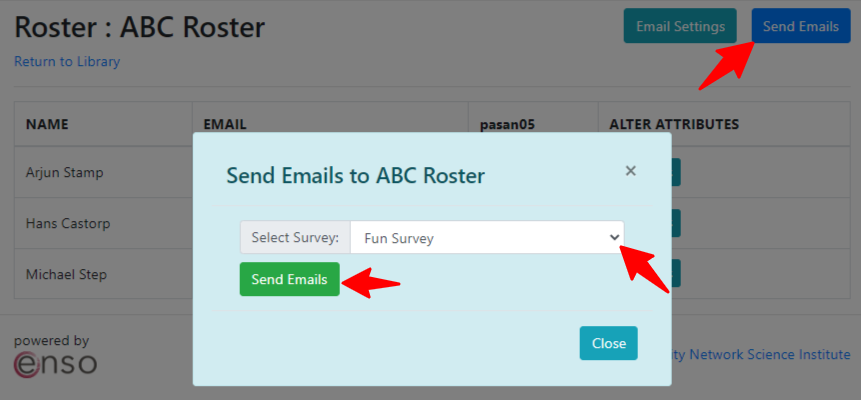 Roster : ABC Roster
Email Settings
Send Emails
Return to Library
NAME
EMAIL
pasan05
ALTER ATTRIBUTES
Arjun Stamp
Hans Castorp
Michael Step
Send Emails to ABC Roster
×
Select Survey:
Fun Survey
Send Emails
Close
powered by
enso
ity Network Science Institute